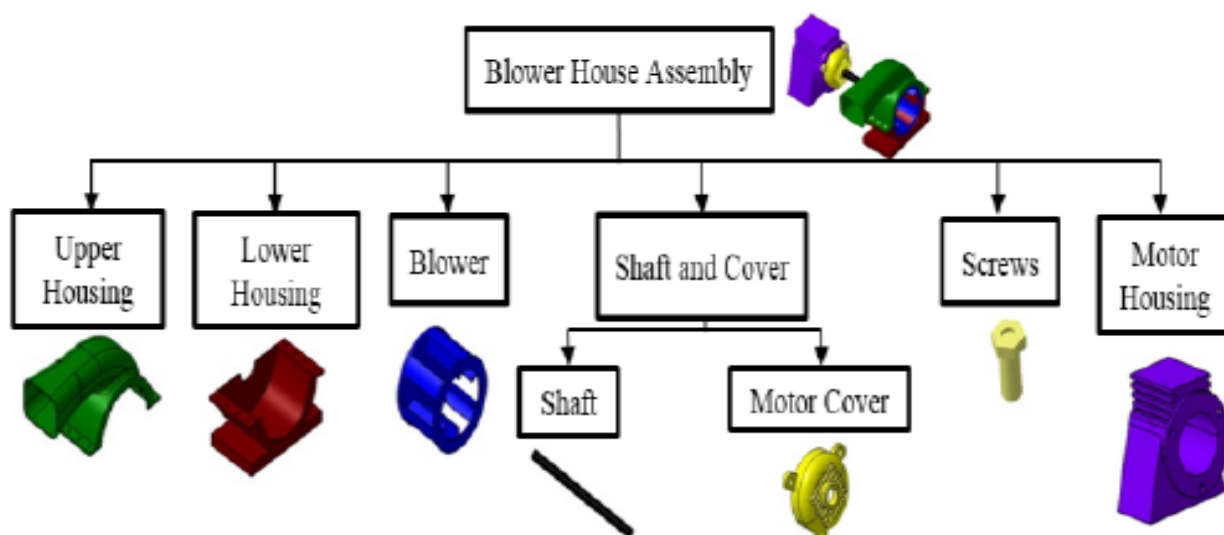 Blower House Assembly
Upper
Housing
Lower
Housing
Blower
Shaft and Cover
Screws
Motor
Housing
Shaft
Motor Cover